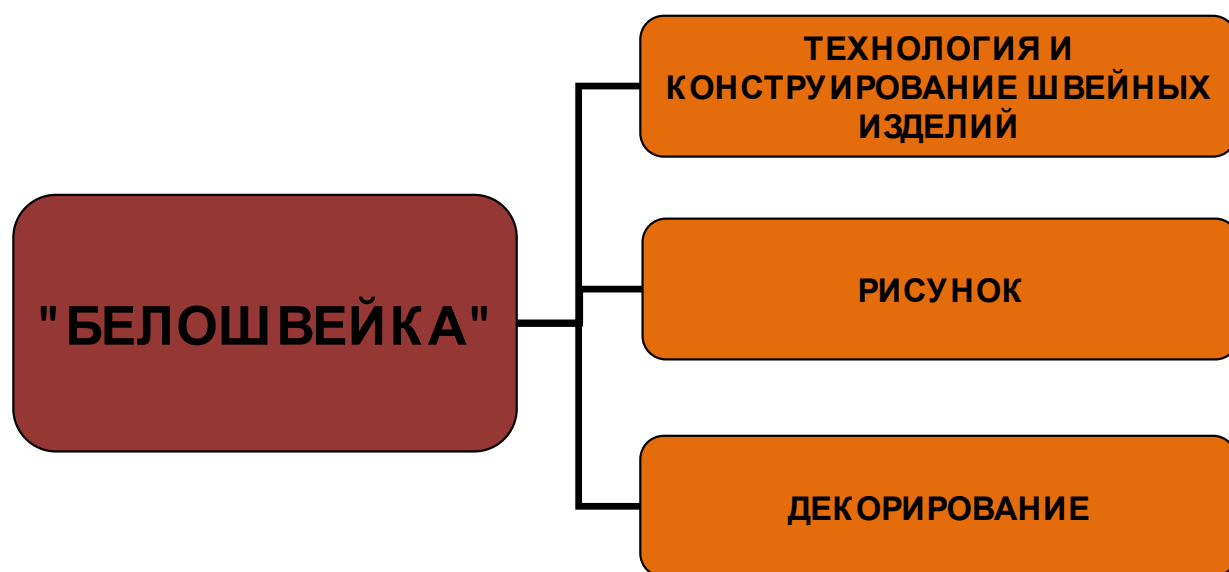 "БЕЛОШВЕЙКА"
ТЕХНОЛОГИЯ И
КОНСТРУИРОВАНИЕ ШВЕЙНЫХ
ИЗДЕЛИЙ
РИСУНОК
ДЕКОРИРОВАНИЕ